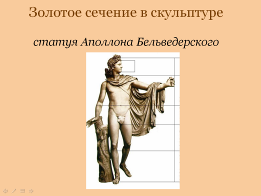 Золотое сечение в скульптуре
статуя Аполлона Бельведерского